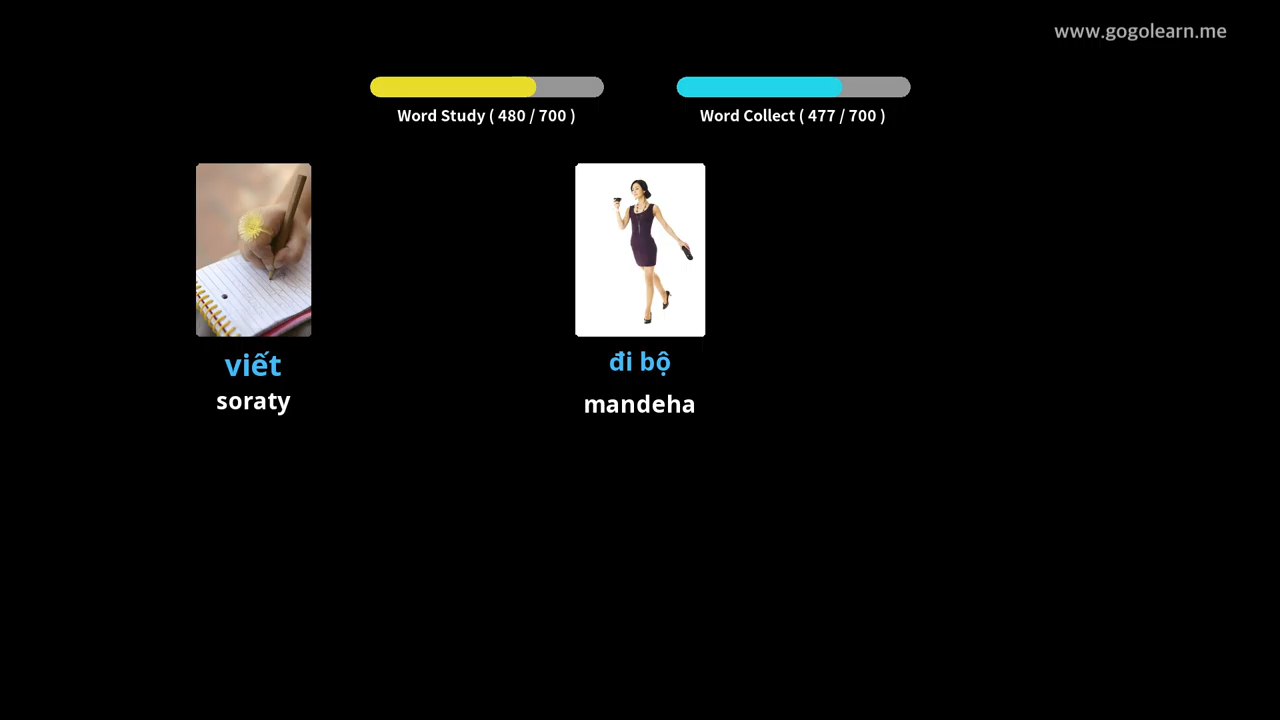 www.gogolearn.me
Word Study ( 480 / 700 )
Word Collect ( 477 / 700 )
viết
soraty
đi bộ
mandeha